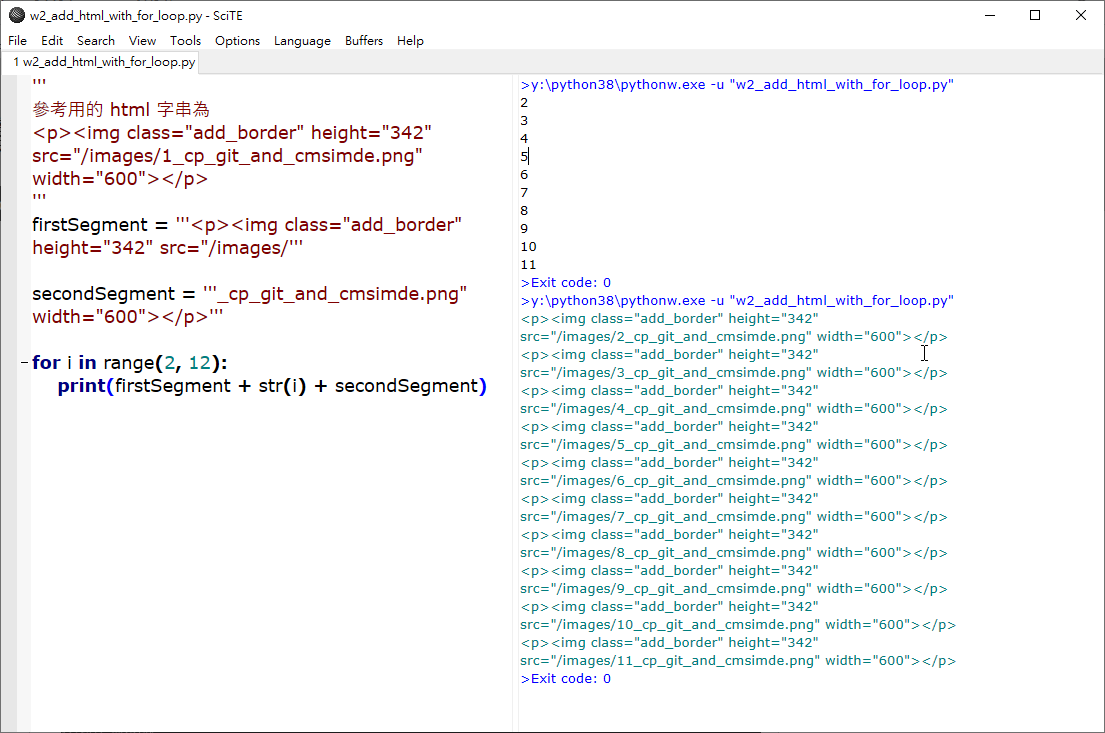 w2_add_html_with_for_loop.py - SciTE
File Edit Search View Tools Options Language Buffers Help
1 w2_add_html_with_for_loop.py
'''
參考用的 html 字串為
<p><img class="add_border" height="342"
src="/images/1_cp_git_and_cmsimde.png"
width="600"></p>
'''
firstSegment = '''<p><img class="add_border"
height="342" src="/images/'''
secondSegment = '''_cp_git_and_cmsimde.png"
width="600"></p>'''
for i in range(2, 12):
print(firstSegment + str(i) + secondSegment)
>y:\python38\pythonw.exe -u "w2_add_html_with_for_loop.py"
2
3
4
5
6
7
8
9
10
11
>Exit code: 0
>y:\python38\pythonw.exe -u "w2_add_html_with_for_loop.py"
<p><img class="add_border" height="342"
src="/images/2_cp_git_and_cmsimde.png" width="600"></p>
<p><img class="add_border" height="342"
src="/images/3_cp_git_and_cmsimde.png" width="600"></p>
<p><img class="add_border" height="342"
src="/images/4_cp_git_and_cmsimde.png" width="600"></p>
<p><img class="add_border" height="342"
src="/images/5_cp_git_and_cmsimde.png" width="600"></p>
<p><img class="add_border" height="342"
src="/images/6_cp_git_and_cmsimde.png" width="600"></p>
<p><img class="add_border" height="342"
src="/images/7_cp_git_and_cmsimde.png" width="600"></p>
<p><img class="add_border" height="342"
src="/images/8_cp_git_and_cmsimde.png" width="600"></p>
<p><img class="add_border" height="342"
src="/images/9_cp_git_and_cmsimde.png" width="600"></p>
<p><img class="add_border" height="342"
src="/images/10_cp_git_and_cmsimde.png" width="600"></p>
<p><img class="add_border" height="342"
src="/images/11_cp_git_and_cmsimde.png" width="600"></p>
>Exit code: 0